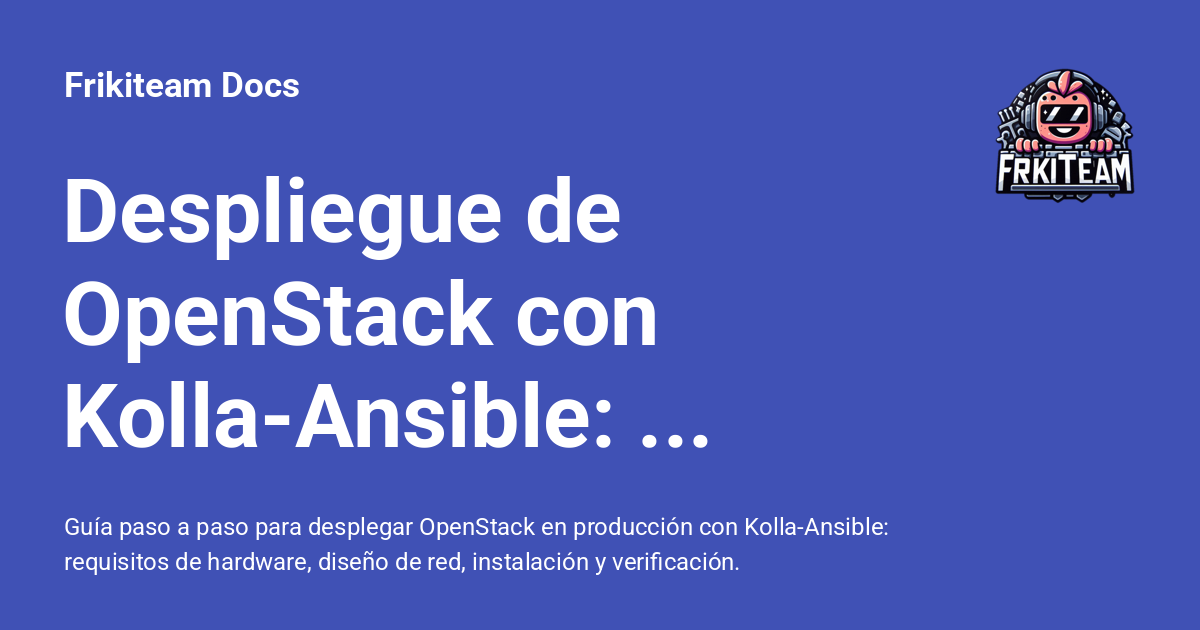 Frikiteam Docs
FRKITEAM
Despliegue de
OpenStack con
Kolla-Ansible: ...
Guía paso a paso para desplegar OpenStack en producción con Kolla-Ansible:
requisitos de hardware, diseño de red, instalación y verificación.